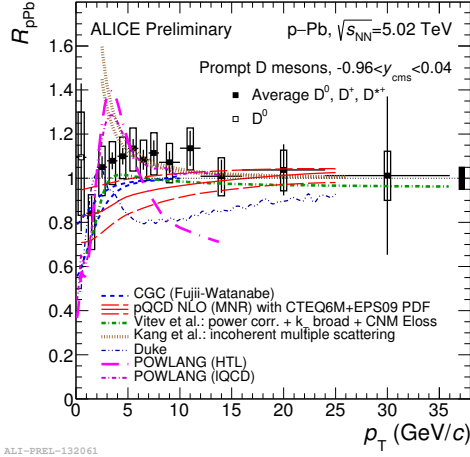 R_pPb
ALICE Preliminary
p−Pb, √s_NN=5.02 TeV
Prompt D mesons, -0.96<y_cms<0.04
Average D⁰, D⁺, D*⁺
D⁰
1.6
1.4
1.2
1
0.8
0.6
0.4
0.2
0
CGC (Fujii-Watanabe)
pQCD NLO (MNR) with CTEQ6M+EPS09 PDF
Vitev et al.: power corr. + k_T broad + CNM Eloss
Kang et al.: incoherent multiple scattering
Duke
POWLANG (HTL)
POWLANG (lQCD)
0 5 10 15 20 25 30 35
p_T (GeV/c)
ALI-PREL-132061